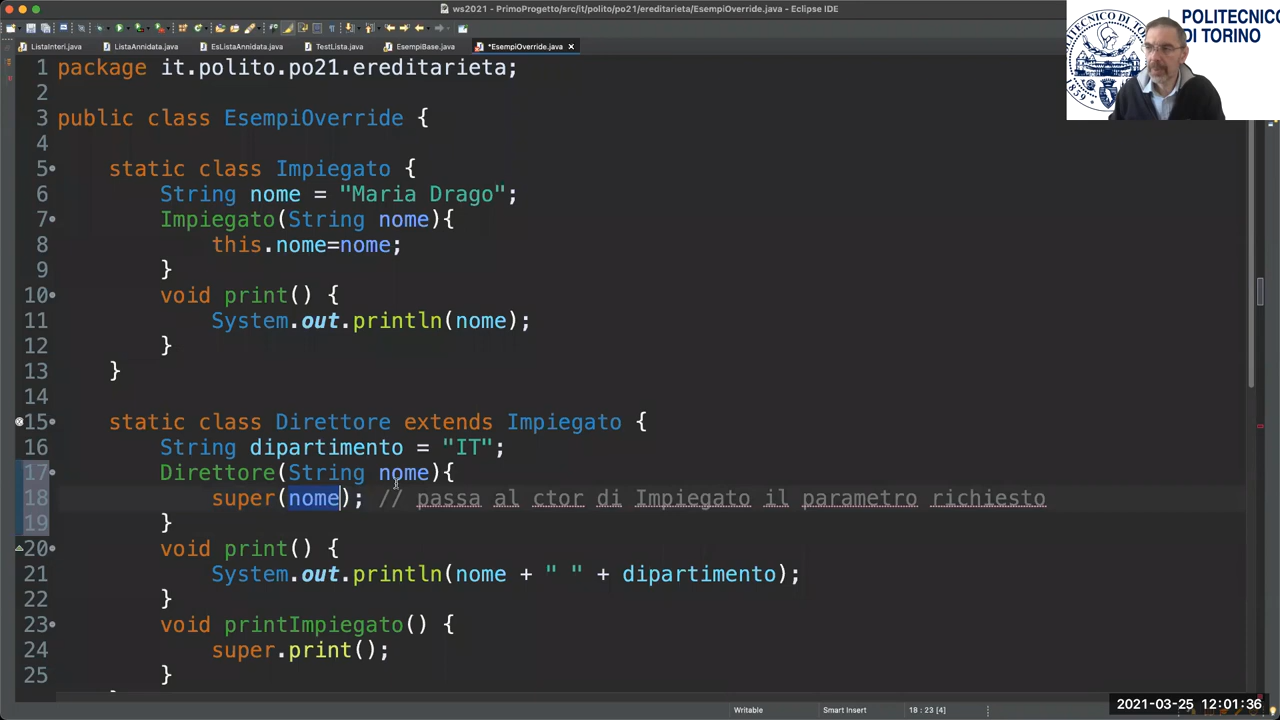 ws2021 - PrimoProgetto/src/it/polito/po21/ereditarieta/EsempiOverride.java - Eclipse IDE
ListaInteri.java ListaAnnidata.java EsListaAnnidata.java TestLista.java EsempiBase.java *EsempiOverride.java
POLITECNICO
DI TORINO
1 package it.polito.po21.ereditarieta;
2
3 public class EsempiOverride {
4
5 static class Impiegato {
6 String nome = "Maria Drago";
7 Impiegato(String nome){
8 this.nome=nome;
9 }
10 void print() {
11 System.out.println(nome);
12 }
13 }
14
15 static class Direttore extends Impiegato {
16 String dipartimento = "IT";
17 Direttore(String nome){
18 super(nome); // passa al ctor di Impiegato il parametro richiesto
19 }
20 void print() {
21 System.out.println(nome + " " + dipartimento);
22 }
23 void printImpiegato() {
24 super.print();
25 }
Writable Smart Insert 18 : 23 [4]
2021-03-25 12:01:36